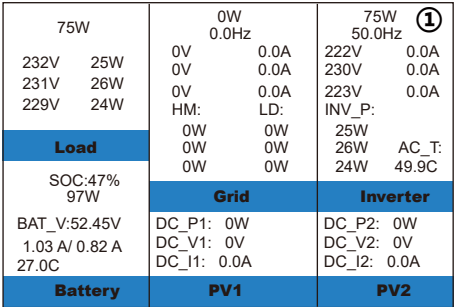 75W
232V 25W
231V 26W
229V 24W
Load
0W
0.0Hz
0V 0.0A
0V 0.0A
0V 0.0A
HM: LD:
0W 0W
0W 0W
0W 0W
Grid
75W ①
50.0Hz
222V 0.0A
230V 0.0A
223V 0.0A
INV_P:
25W
26W AC_T:
24W 49.9C
Inverter
SOC:47%
97W
BAT_V:52.45V
1.03 A/ 0.82 A
27.0C
Battery
DC_P1: 0W
DC_V1: 0V
DC_I1: 0.0A
PV1
DC_P2: 0W
DC_V2: 0V
DC_I2: 0.0A
PV2